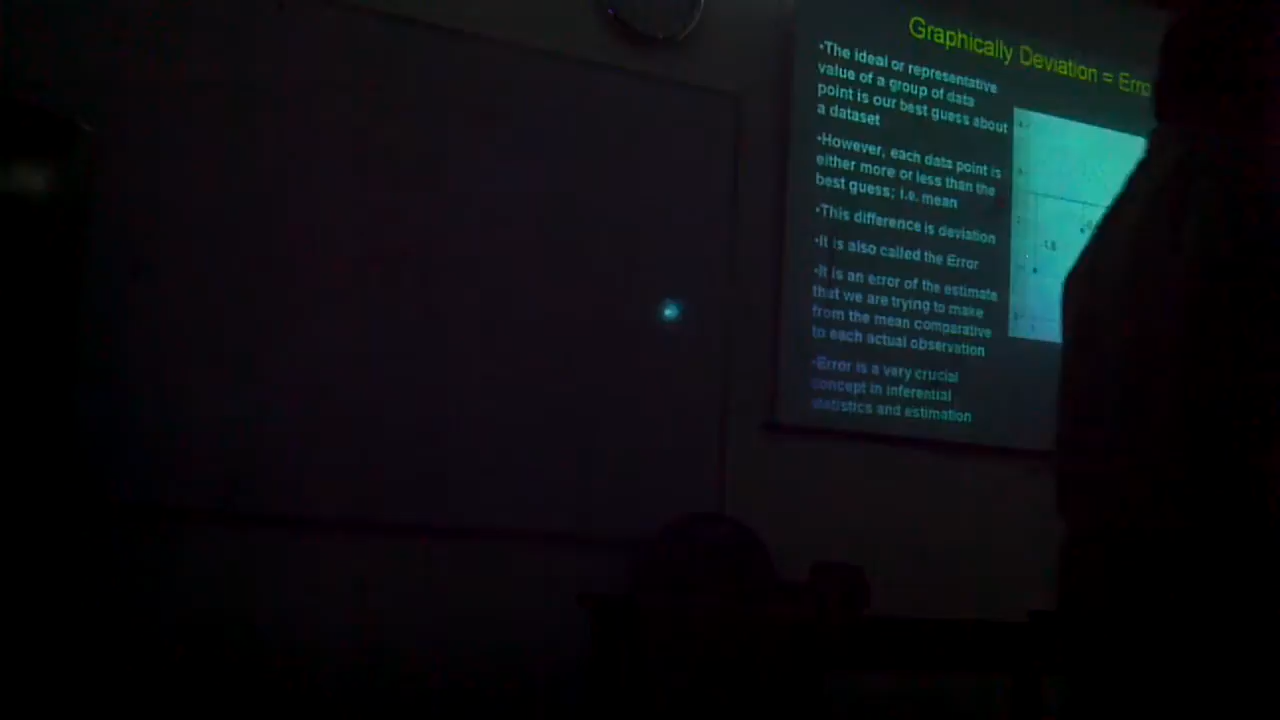 Graphically Deviation = Erro
•The ideal or representative
value of a group of data
point is our best guess about
a dataset
•However, each data point is
either more or less than the
best guess; i.e. mean
•This difference is deviation
•It is also called the Error
•It is an error of the estimate
that we are trying to make
from the mean comparative
to each actual observation
•Error is a very crucial
concept in inferential
statistics and estimation